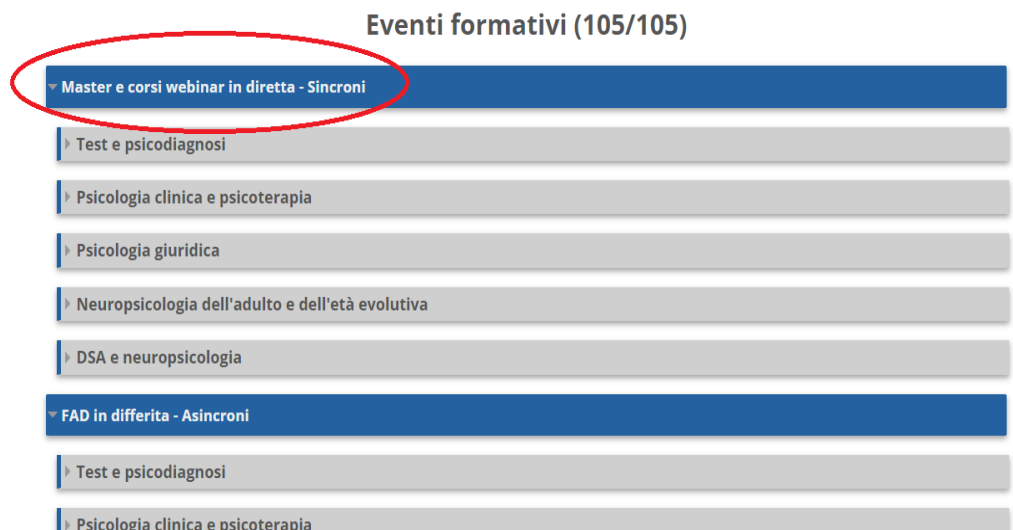 Eventi formativi (105/105)
Master e corsi webinar in diretta - Sincroni
Test e psicodiagnosi
Psicologia clinica e psicoterapia
Psicologia giuridica
Neuropsicologia dell'adulto e dell'età evolutiva
DSA e neuropsicologia
FAD in differita - Asincroni
Test e psicodiagnosi
Psicologia clinica e psicoterapia